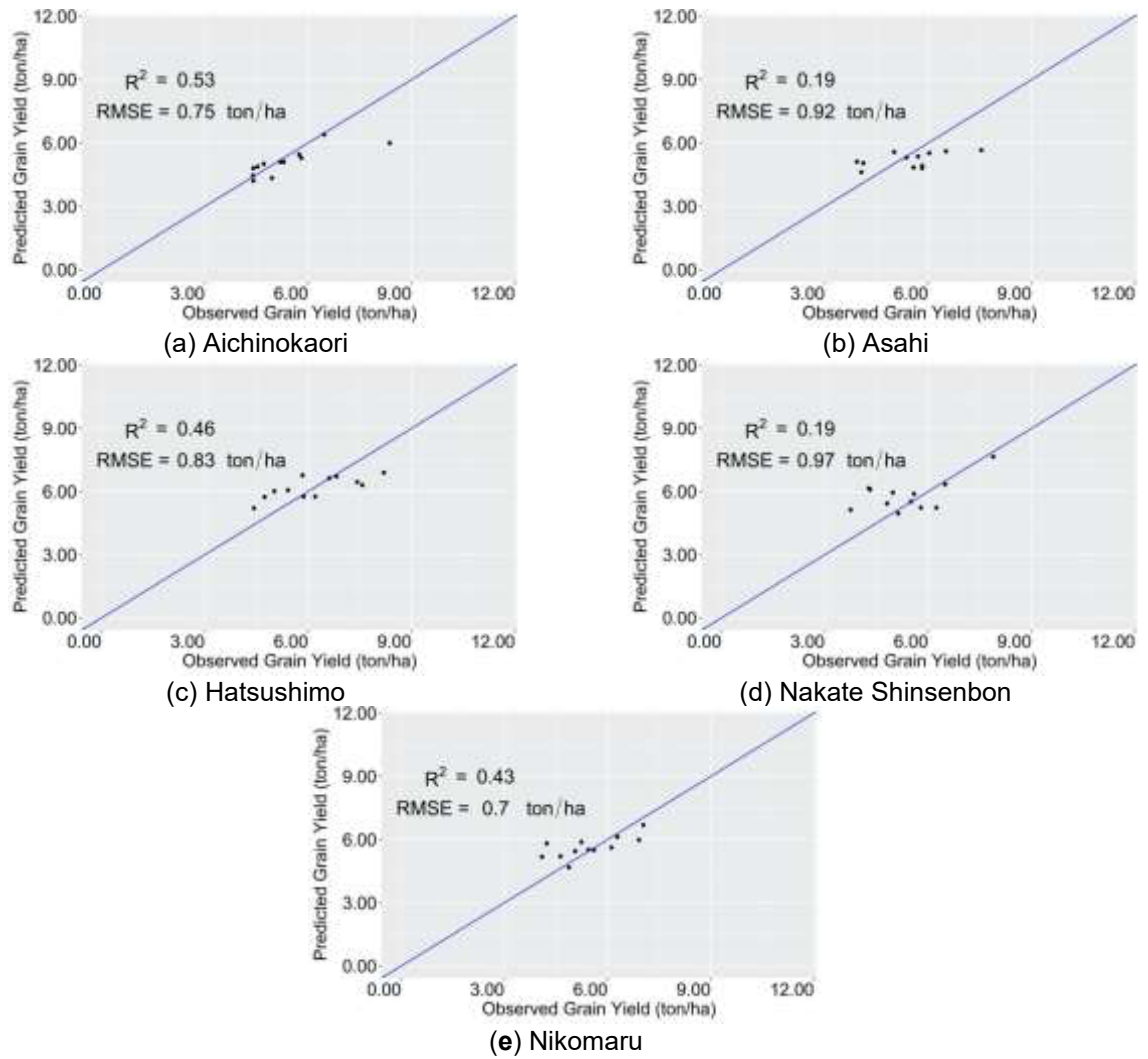 12.00
9.00
6.00
3.00
0.00
Predicted Grain Yield (ton/ha)
R² = 0.53
RMSE = 0.75 ton/ha
0.00 3.00 6.00 9.00 12.00
Observed Grain Yield (ton/ha)
(a) Aichinokaori
12.00
9.00
6.00
3.00
0.00
Predicted Grain Yield (ton/ha)
R² = 0.19
RMSE = 0.92 ton/ha
0.00 3.00 6.00 9.00 12.00
Observed Grain Yield (ton/ha)
(b) Asahi
12.00
9.00
6.00
3.00
0.00
Predicted Grain Yield (ton/ha)
R² = 0.46
RMSE = 0.83 ton/ha
0.00 3.00 6.00 9.00 12.00
Observed Grain Yield (ton/ha)
(c) Hatsushimo
12.00
9.00
6.00
3.00
0.00
Predicted Grain Yield (ton/ha)
R² = 0.19
RMSE = 0.97 ton/ha
0.00 3.00 6.00 9.00 12.00
Observed Grain Yield (ton/ha)
(d) Nakate Shinsenbon
12.00
9.00
6.00
3.00
0.00
Predicted Grain Yield (ton/ha)
R² = 0.43
RMSE = 0.7 ton/ha
0.00 3.00 6.00 9.00 12.00
Observed Grain Yield (ton/ha)
(e) Nikomaru